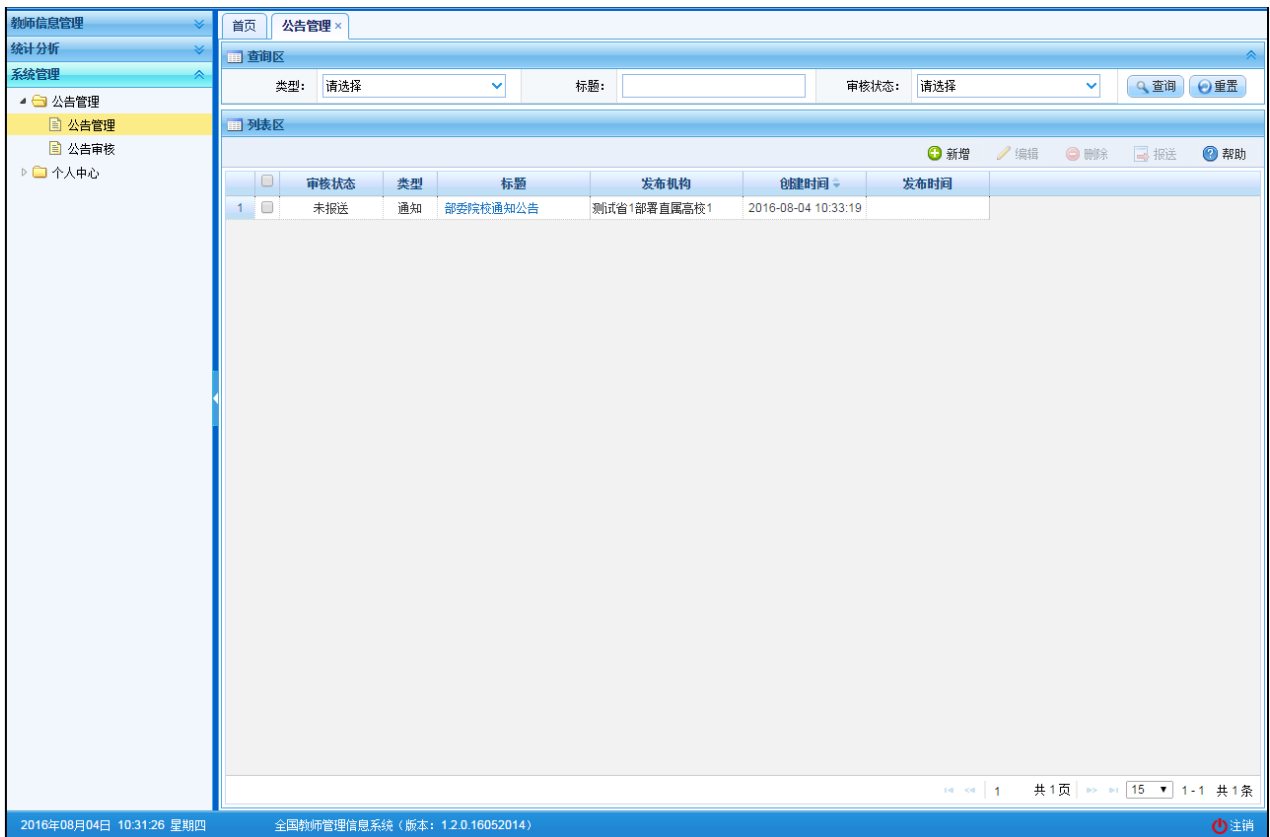 教师信息管理
统计分析
系统管理
公告管理
公告管理
公告审核
个人中心
首页 公告管理 ×
查询区
类型: 请选择 标题: 审核状态: 请选择 查询 重置
列表区
新增 编辑 删除 报送 帮助
审核状态 类型 标题 发布机构 创建时间 发布时间
1 未报送 通知 部委院校通知公告 测试省1部署直属高校1 2016-08-04 10:33:19
1 共1页 15 1-1 共1条
2016年08月04日 10:31:26 星期四 全国教师管理信息系统(版本: 1.2.0.16052014) 注销